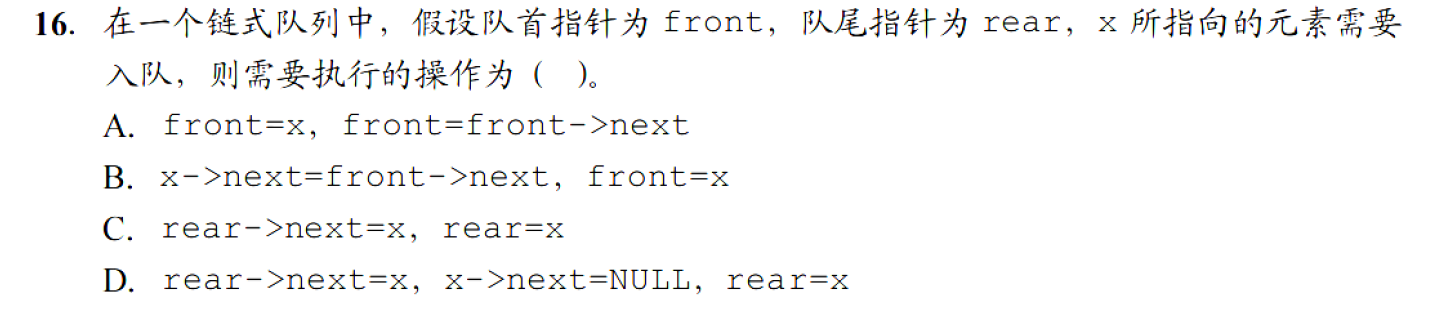 16. 在一个链式队列中，假设队首指针为 front，队尾指针为 rear，x 所指向的元素需要
入队，则需要执行的操作为（ ）。
A. front=x, front=front->next
B. x->next=front->next, front=x
C. rear->next=x, rear=x
D. rear->next=x, x->next=NULL, rear=x